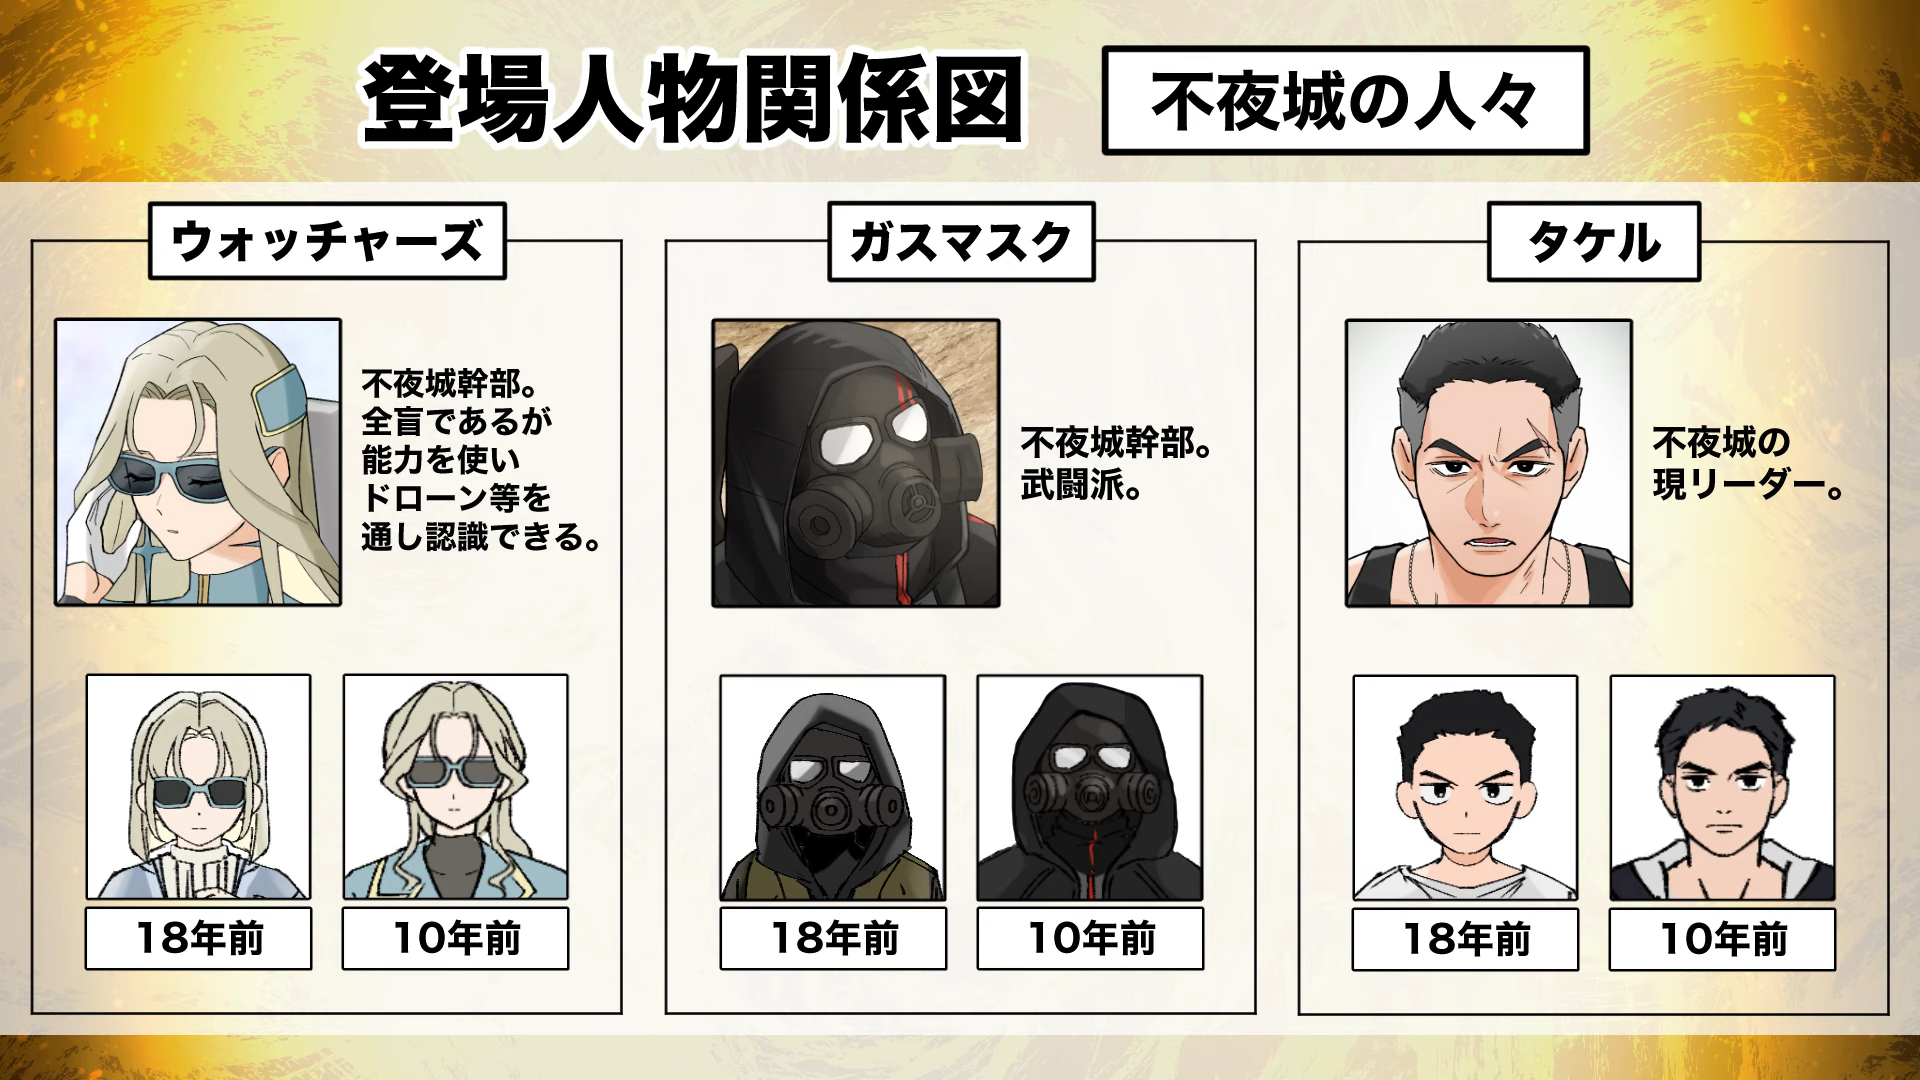 登場人物関係図
不夜城の人々
ウォッチャーズ
不夜城幹部。
全盲であるが
能力を使い
ドローン等を
通し認識できる。
18年前
10年前
ガスマスク
不夜城幹部。
武闘派。
18年前
10年前
タケル
不夜城の
現リーダー。
18年前
10年前